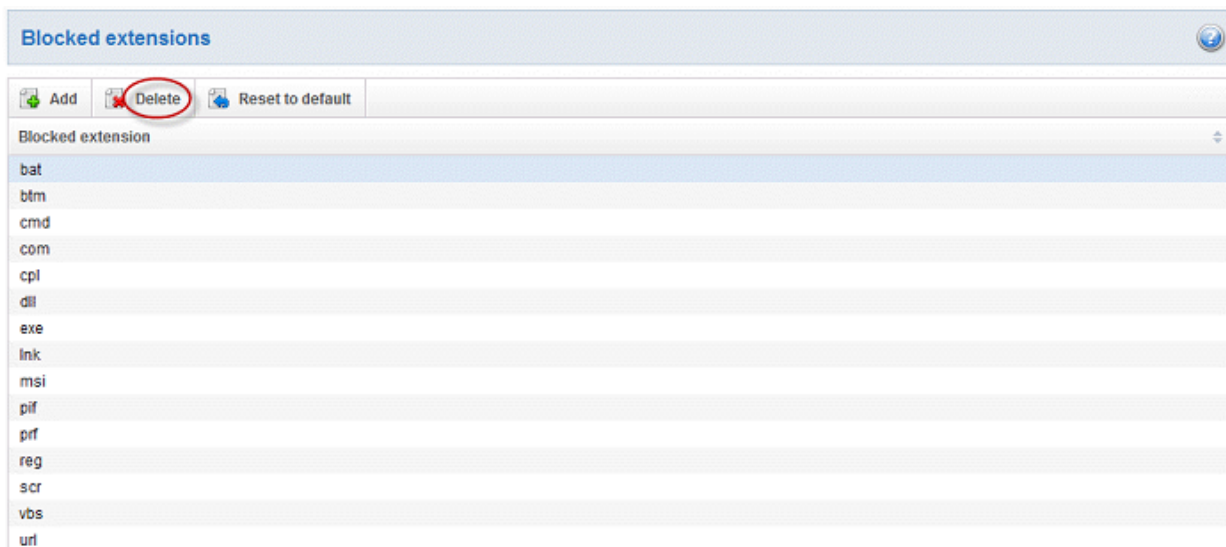 Blocked extensions
Add Delete Reset to default
Blocked extension
bat
btm
cmd
com
cpl
dll
exe
lnk
msi
pif
prf
reg
scr
vbs
url